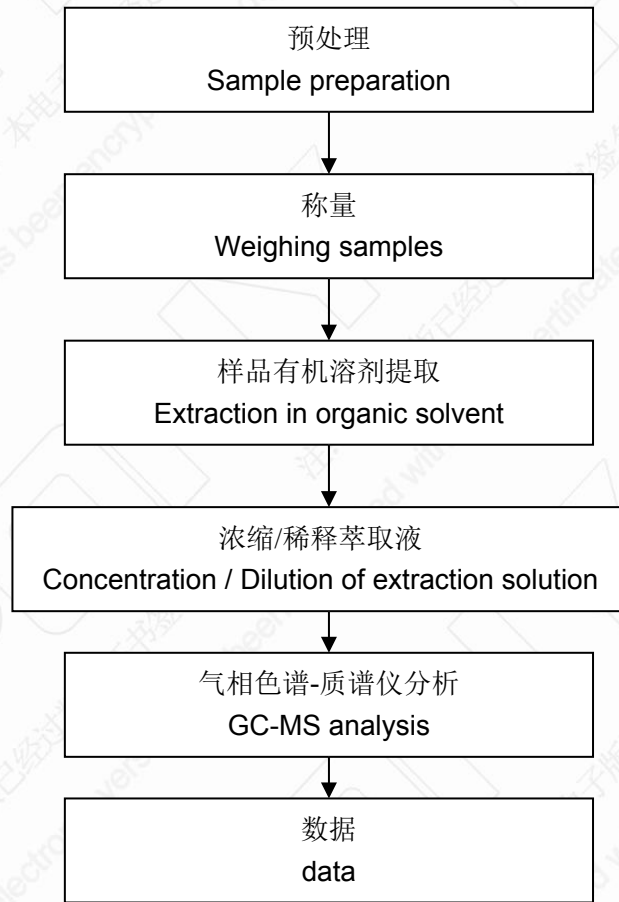 预处理
Sample preparation
称量
Weighing samples
样品有机溶剂提取
Extraction in organic solvent
浓缩/稀释萃取液
Concentration / Dilution of extraction solution
气相色谱-质谱仪分析
GC-MS analysis
数据
data